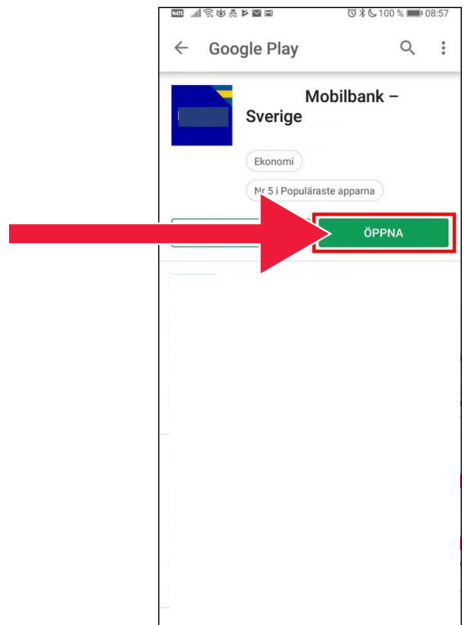 100 % 08:57
Google Play
Mobilbank –
Sverige
Ekonomi
Nr 5 i Populäraste apparna
ÖPPNA